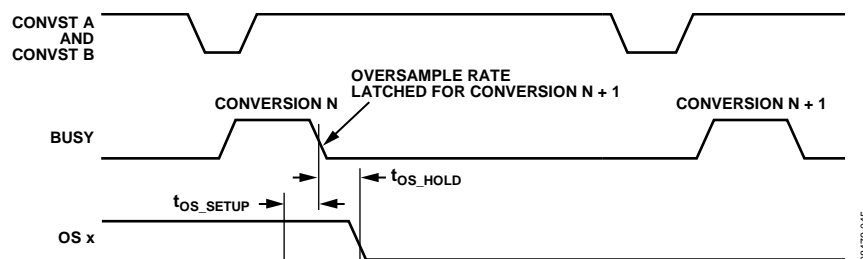 CONVST A
AND
CONVST B
OVERSAMPLE RATE
LATCHED FOR CONVERSION N + 1
CONVERSION N
CONVERSION N + 1
BUSY
tOS_HOLD
tOS_SETUP
OS x